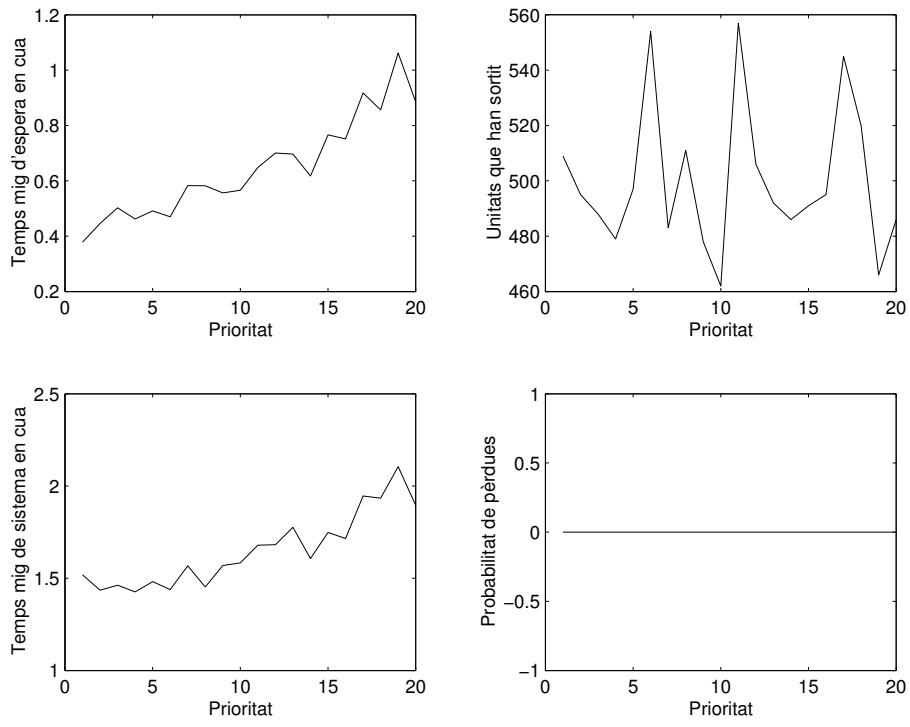 Temps mig d'espera en cua
1.2
1
0.8
0.6
0.4
0.2
0 5 10 15 20
Prioritat
Unitats que han sortit
560
540
520
500
480
460
0 5 10 15 20
Prioritat
Temps mig de sistema en cua
2.5
2
1.5
1
0 5 10 15 20
Prioritat
Probabilitat de pèrdues
1
0.5
0
−0.5
−1
0 5 10 15 20
Prioritat